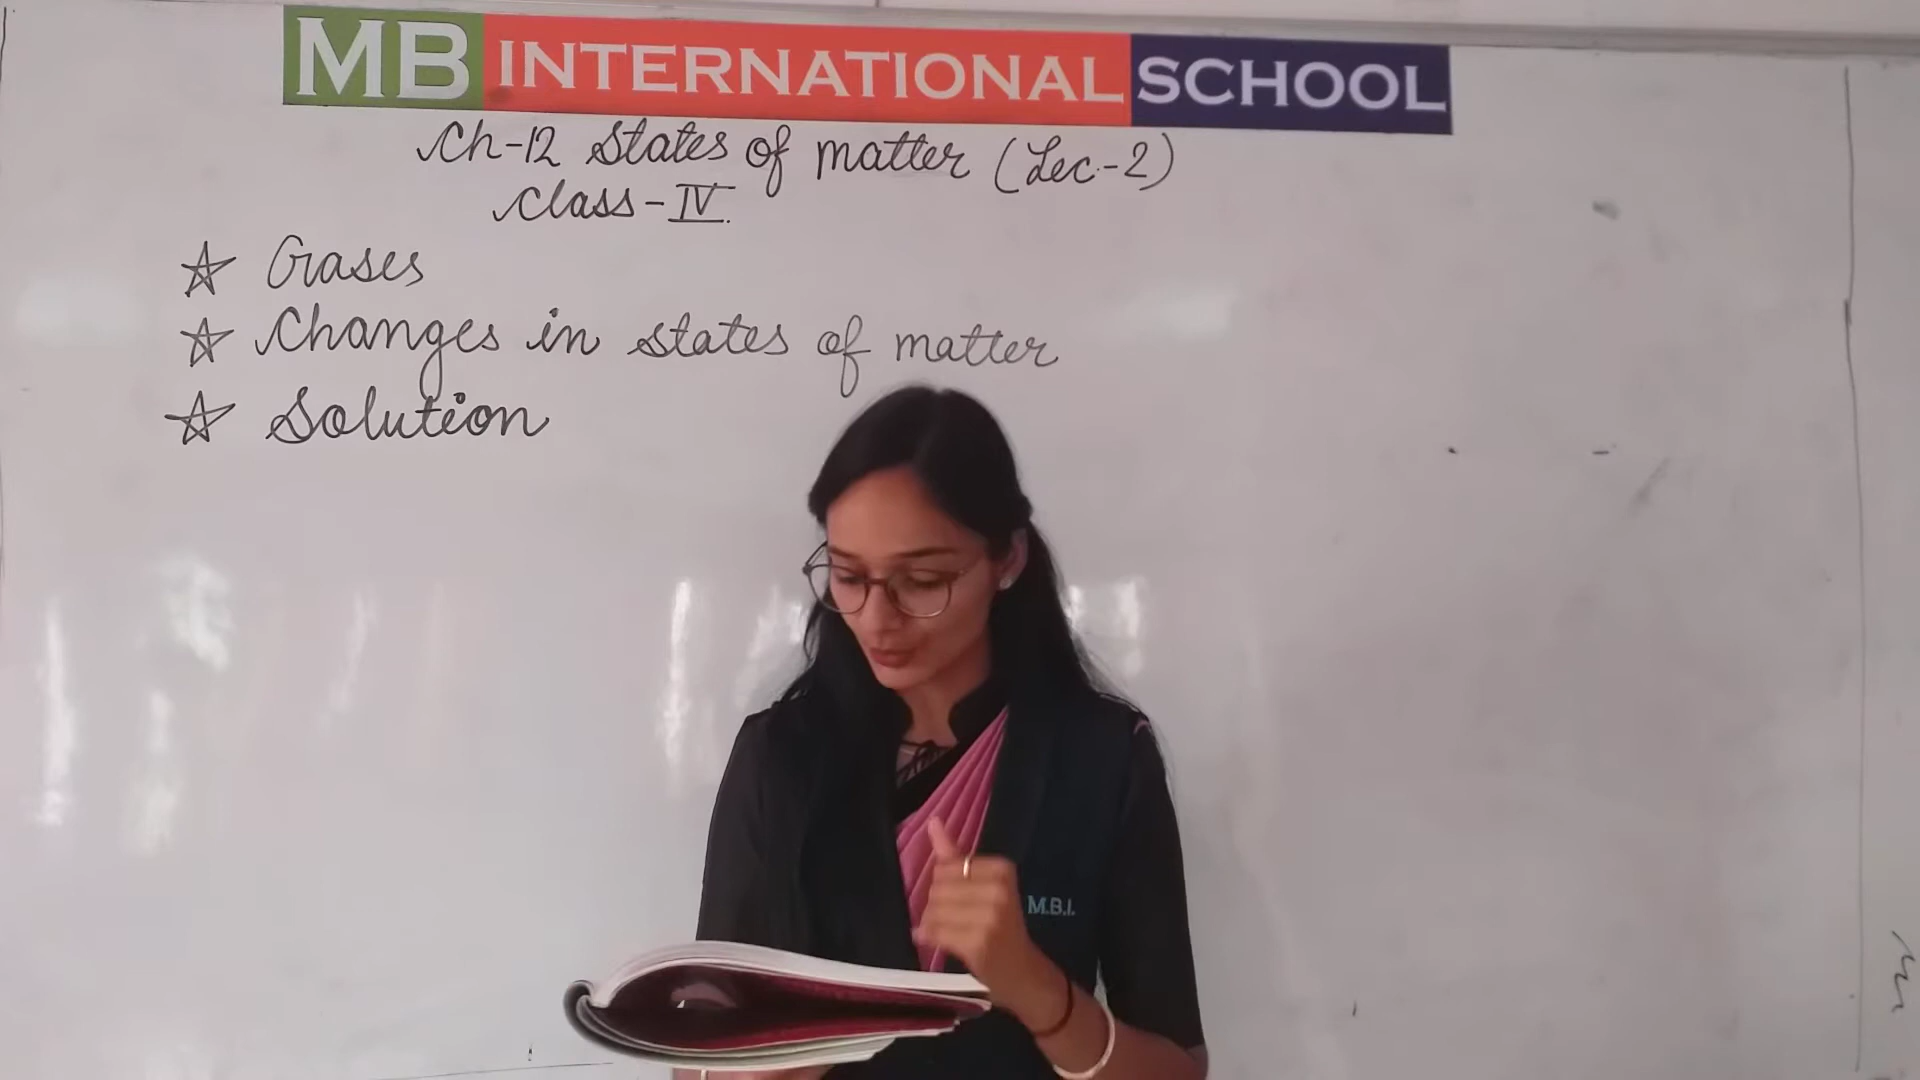 MB INTERNATIONAL SCHOOL
Ch-12 States of matter (Lec-2)
Class-IV
☆ Gases
☆ Changes in states of matter
☆ Solution
M.B.I.